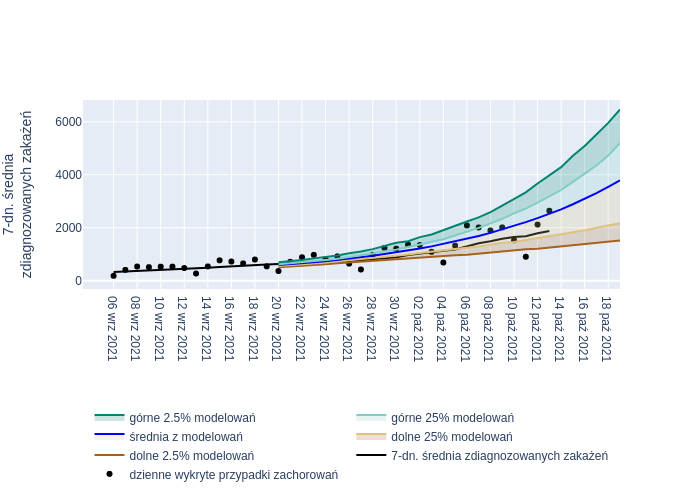 7-dn. średnia
zdiagnozowanych zakażeń
6000
4000
2000
0
06 wrz 2021
08 wrz 2021
10 wrz 2021
12 wrz 2021
14 wrz 2021
16 wrz 2021
18 wrz 2021
20 wrz 2021
22 wrz 2021
24 wrz 2021
26 wrz 2021
28 wrz 2021
30 wrz 2021
02 paź 2021
04 paź 2021
06 paź 2021
08 paź 2021
10 paź 2021
12 paź 2021
14 paź 2021
16 paź 2021
18 paź 2021
górne 2.5% modelowań
górne 25% modelowań
średnia z modelowań
dolne 25% modelowań
dolne 2.5% modelowań
7-dn. średnia zdiagnozowanych zakażeń
dzienne wykryte przypadki zachorowań